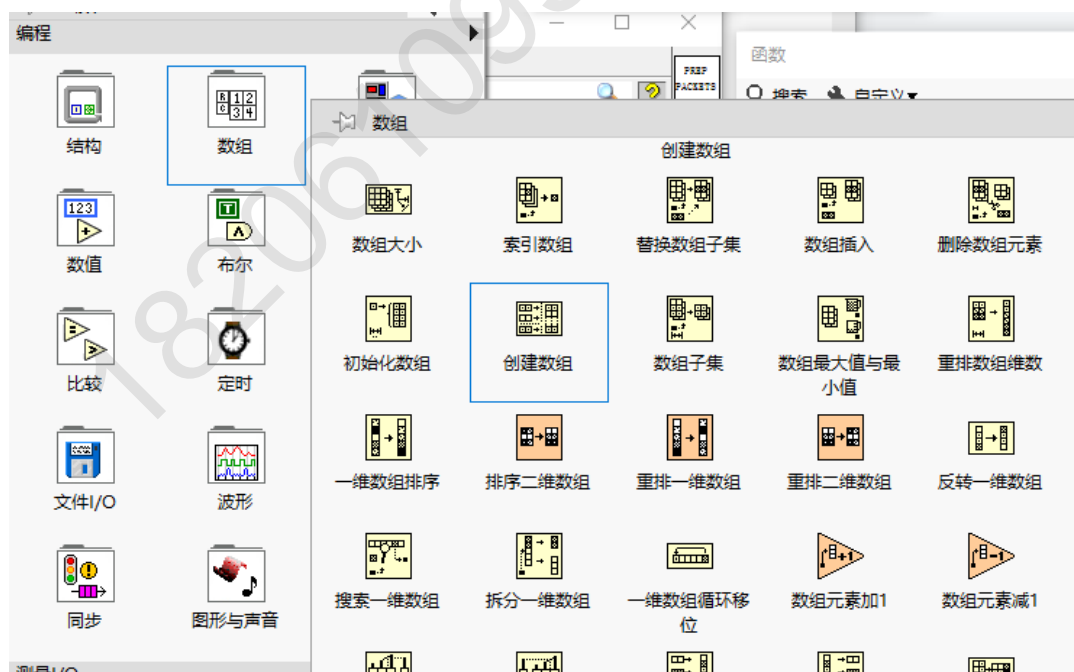 编程
PREP
PACKETS
函数
搜索 自定义
结构
数组
数组
创建数组
数组大小
索引数组
替换数组子集
数组插入
删除数组元素
数值
布尔
初始化数组
创建数组
数组子集
数组最大值与最
小值
重排数组维数
比较
定时
一维数组排序
排序二维数组
重排一维数组
重排二维数组
反转一维数组
文件I/O
波形
搜索一维数组
拆分一维数组
一维数组循环移
位
数组元素加1
数组元素减1
同步
图形与声音
测量I/O